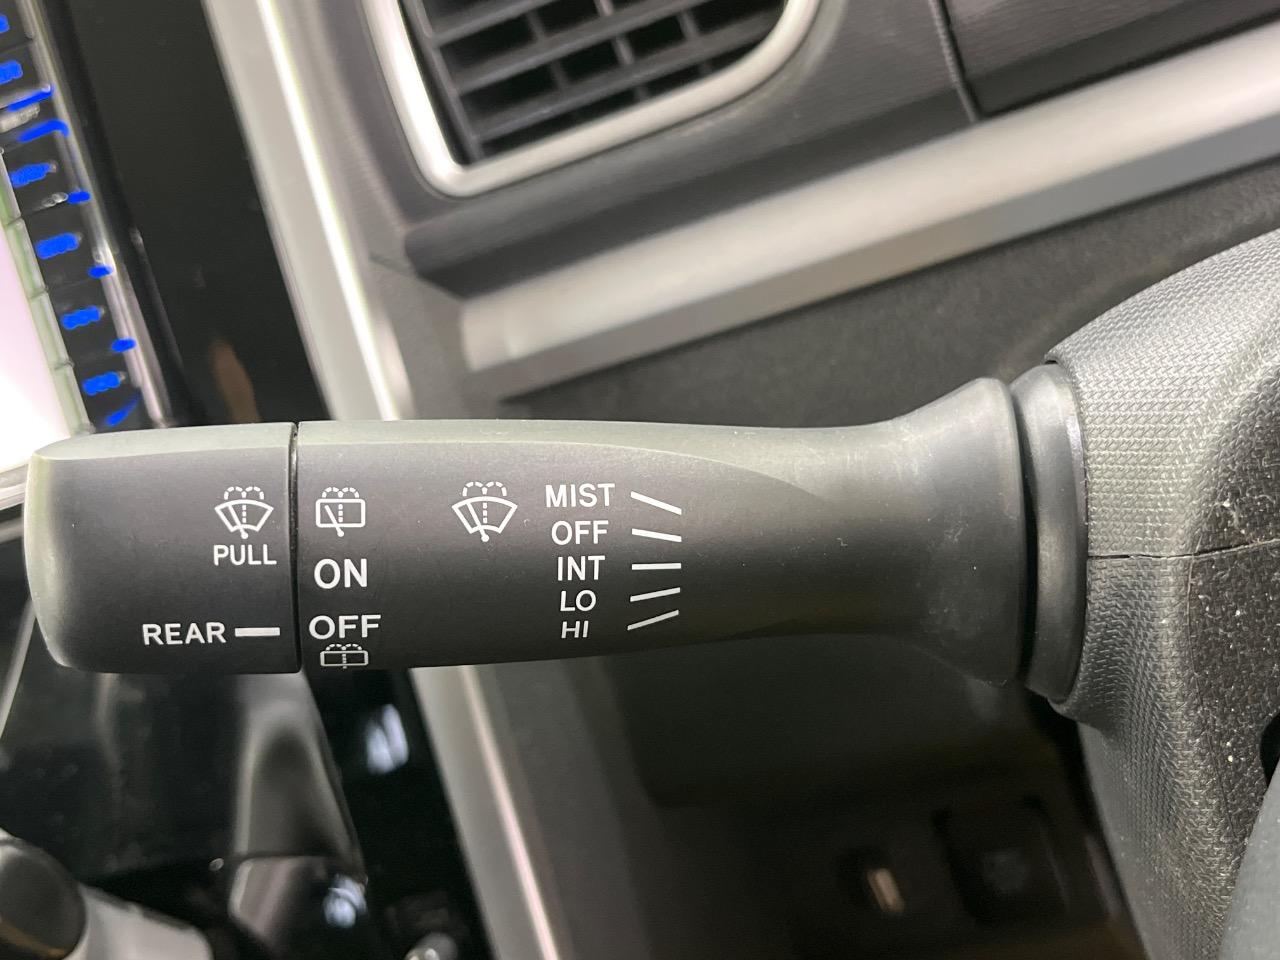 PULL
REAR
ON
OFF
MIST
OFF
INT
LO
HI